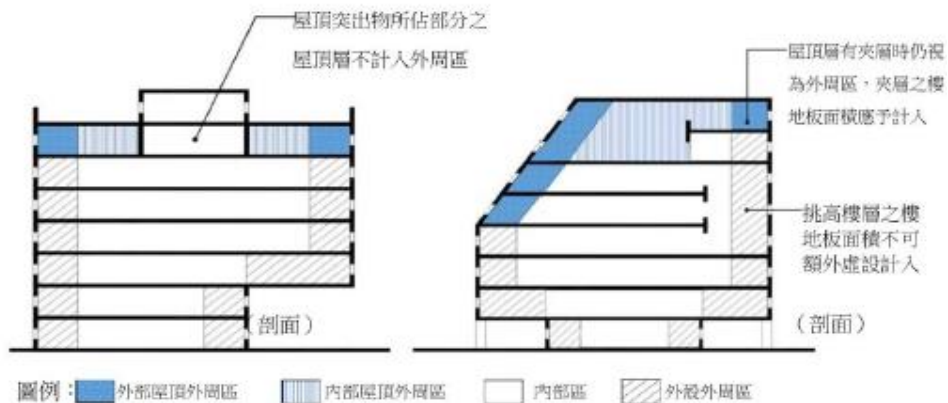 屋頂突出物所佔部分之
屋頂層不計入外周區
屋頂層有夾層時仍視
為外周區，夾層之樓
地板面積應予計入
挑高樓層之樓
地板面積不可
額外虛設計入
（剖面）
（剖面）
圖例：外部屋頂外周區 內部屋頂外周區 內部區 外殼外周區